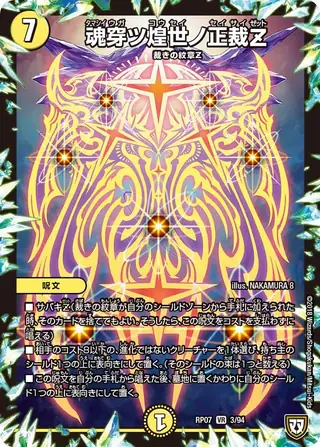 7
タマシイウガ コウセイ セイサイ ゼット
魂穿ツ煌世ノ正裁Z
裁きの紋章Z
illus. NAKAMURA 8
呪文
■サバキZ(裁きの紋章が自分のシールドゾーンから手札に加えられた
時、そのカードを捨ててもよい。そうしたら、この呪文をコストを支払わず
に唱える)
■相手のコスト8以下の、進化ではないクリーチャーを1体選び、持ち主の
シールド1つの上に表向きにして置く。(そのシールドの束は1つと数える)
■この呪文を自分の手札から唱えた後、墓地に置くかわりに自分のシール
ド1つの上に表向きにして置く。
1
RP07 VR 3/94